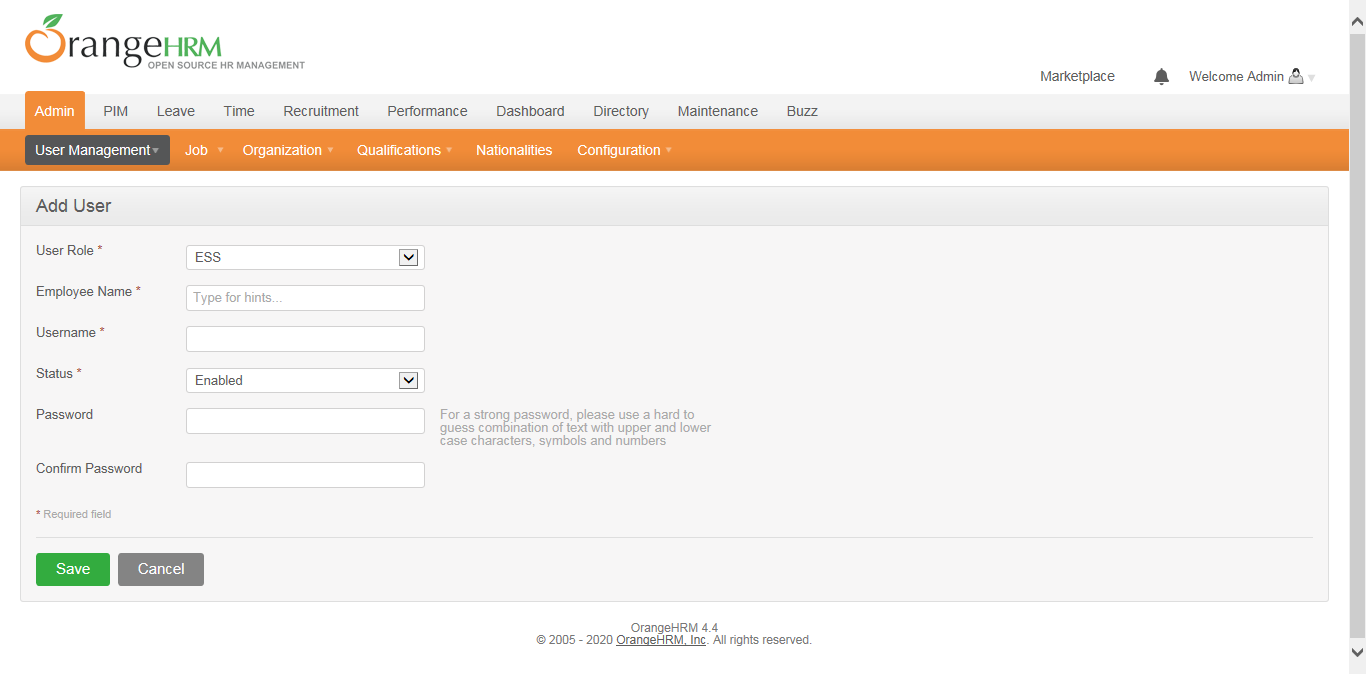 OrangeHRM
OPEN SOURCE HR MANAGEMENT
Marketplace Welcome Admin
Admin PIM Leave Time Recruitment Performance Dashboard Directory Maintenance Buzz
User Management Job Organization Qualifications Nationalities Configuration
Add User
User Role * ESS
Employee Name * Type for hints...
Username *
Status * Enabled
Password For a strong password, please use a hard to
guess combination of text with upper and lower
case characters, symbols and numbers
Confirm Password
* Required field
Save Cancel
OrangeHRM 4.4
© 2005 - 2020 OrangeHRM, Inc. All rights reserved.